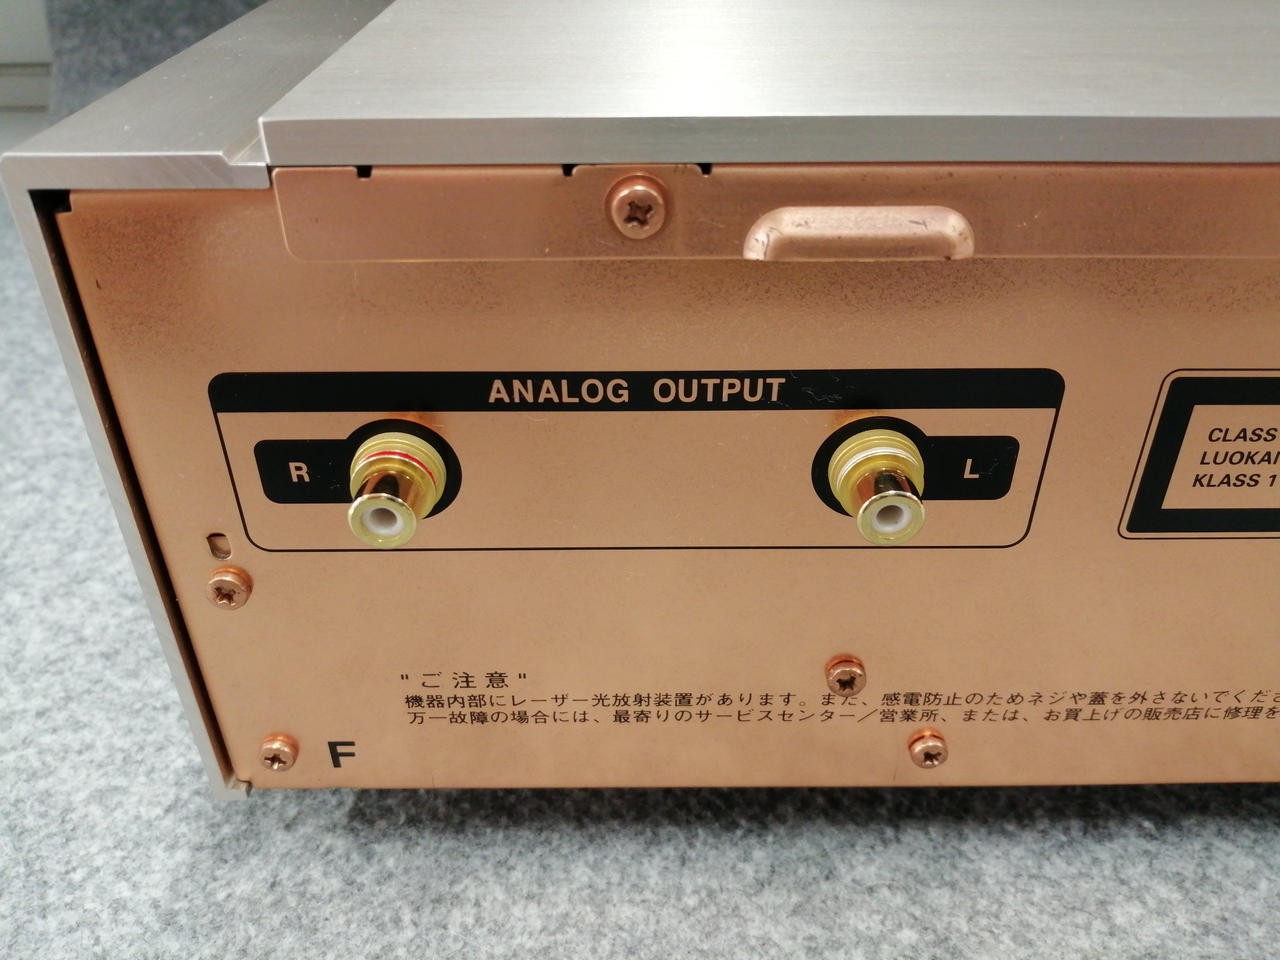 ANALOG OUTPUT
R
L
CLASS
LUOKAN
KLASS 1
"ご注意"
機器内部にレーザー光放射装置があります。また、感電防止のためネジや蓋を外さないでくださ
万一故障の場合には、最寄りのサービスセンター／営業所、または、お買上げの販売店に修理を
F